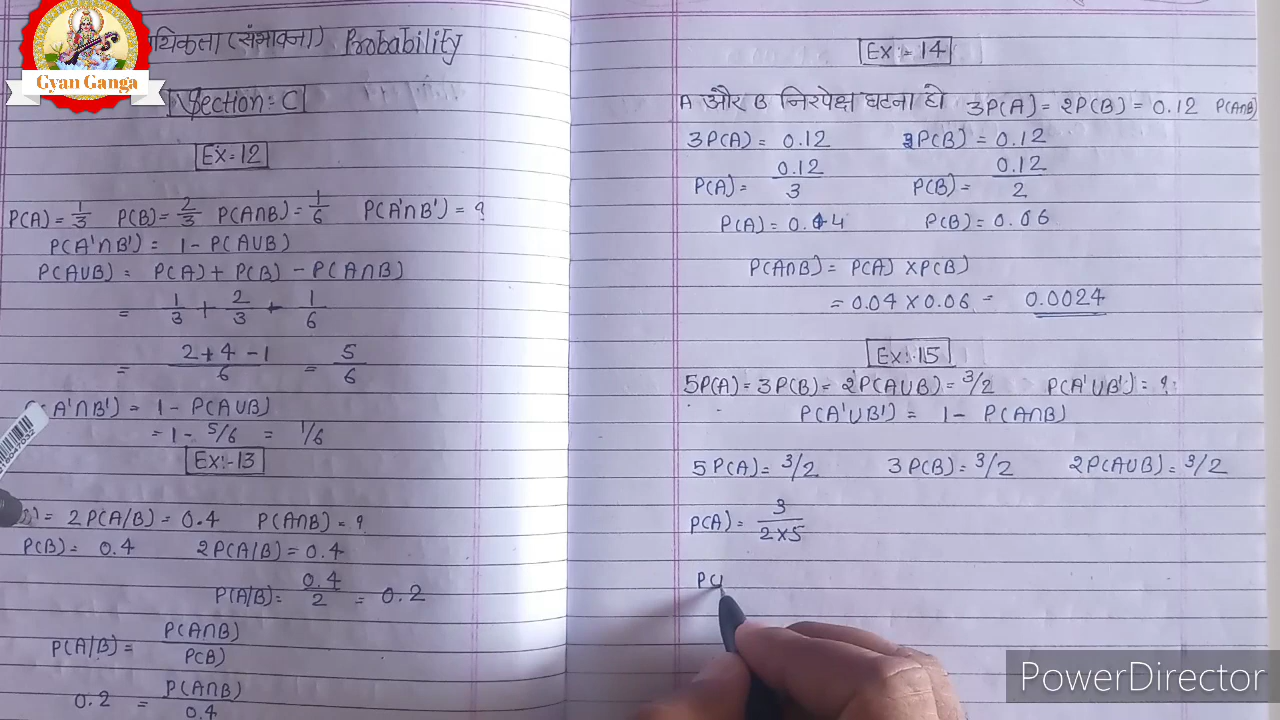 Gyan Ganga
(संभावना) Probability
Section:- C
Ex:- 12
P(A) = 1/3 P(B) = 2/3 P(A∩B) = 1/6 P(A'∩B') = ?
P(A'∩B') = 1 - P(A∪B)
P(A∪B) = P(A) + P(B) - P(A∩B)
= 1/3 + 2/3 - 1/6
= 2+4-1/6 = 5/6
A'∩B') = 1 - P(A∪B)
= 1 - 5/6 = 1/6
Ex:- 13
= 2P(A/B) = 0.4 P(A∩B) = ?
P(B) = 0.4 2P(A/B) = 0.4
P(A/B) = 0.4/2 = 0.2
P(A/B) = P(A∩B)/P(B)
0.2 = P(A∩B)/0.4
Ex:- 14
A और B निरपेक्ष घटना हो 3P(A) = 2P(B) = 0.12 P(A∩B)
3P(A) = 0.12 2P(B) = 0.12
P(A) = 0.12/3 P(B) = 0.12/2
P(A) = 0.04 P(B) = 0.06
P(A∩B) = P(A) × P(B)
= 0.04 × 0.06 = 0.0024
Ex:- 15
5P(A) = 3P(B) = 2P(A∪B) = 3/2 P(A'∪B') = ?
P(A'∪B') = 1 - P(A∩B)
5P(A) = 3/2 3P(B) = 3/2 2P(A∪B) = 3/2
P(A) = 3/2×5
P(
PowerDirector